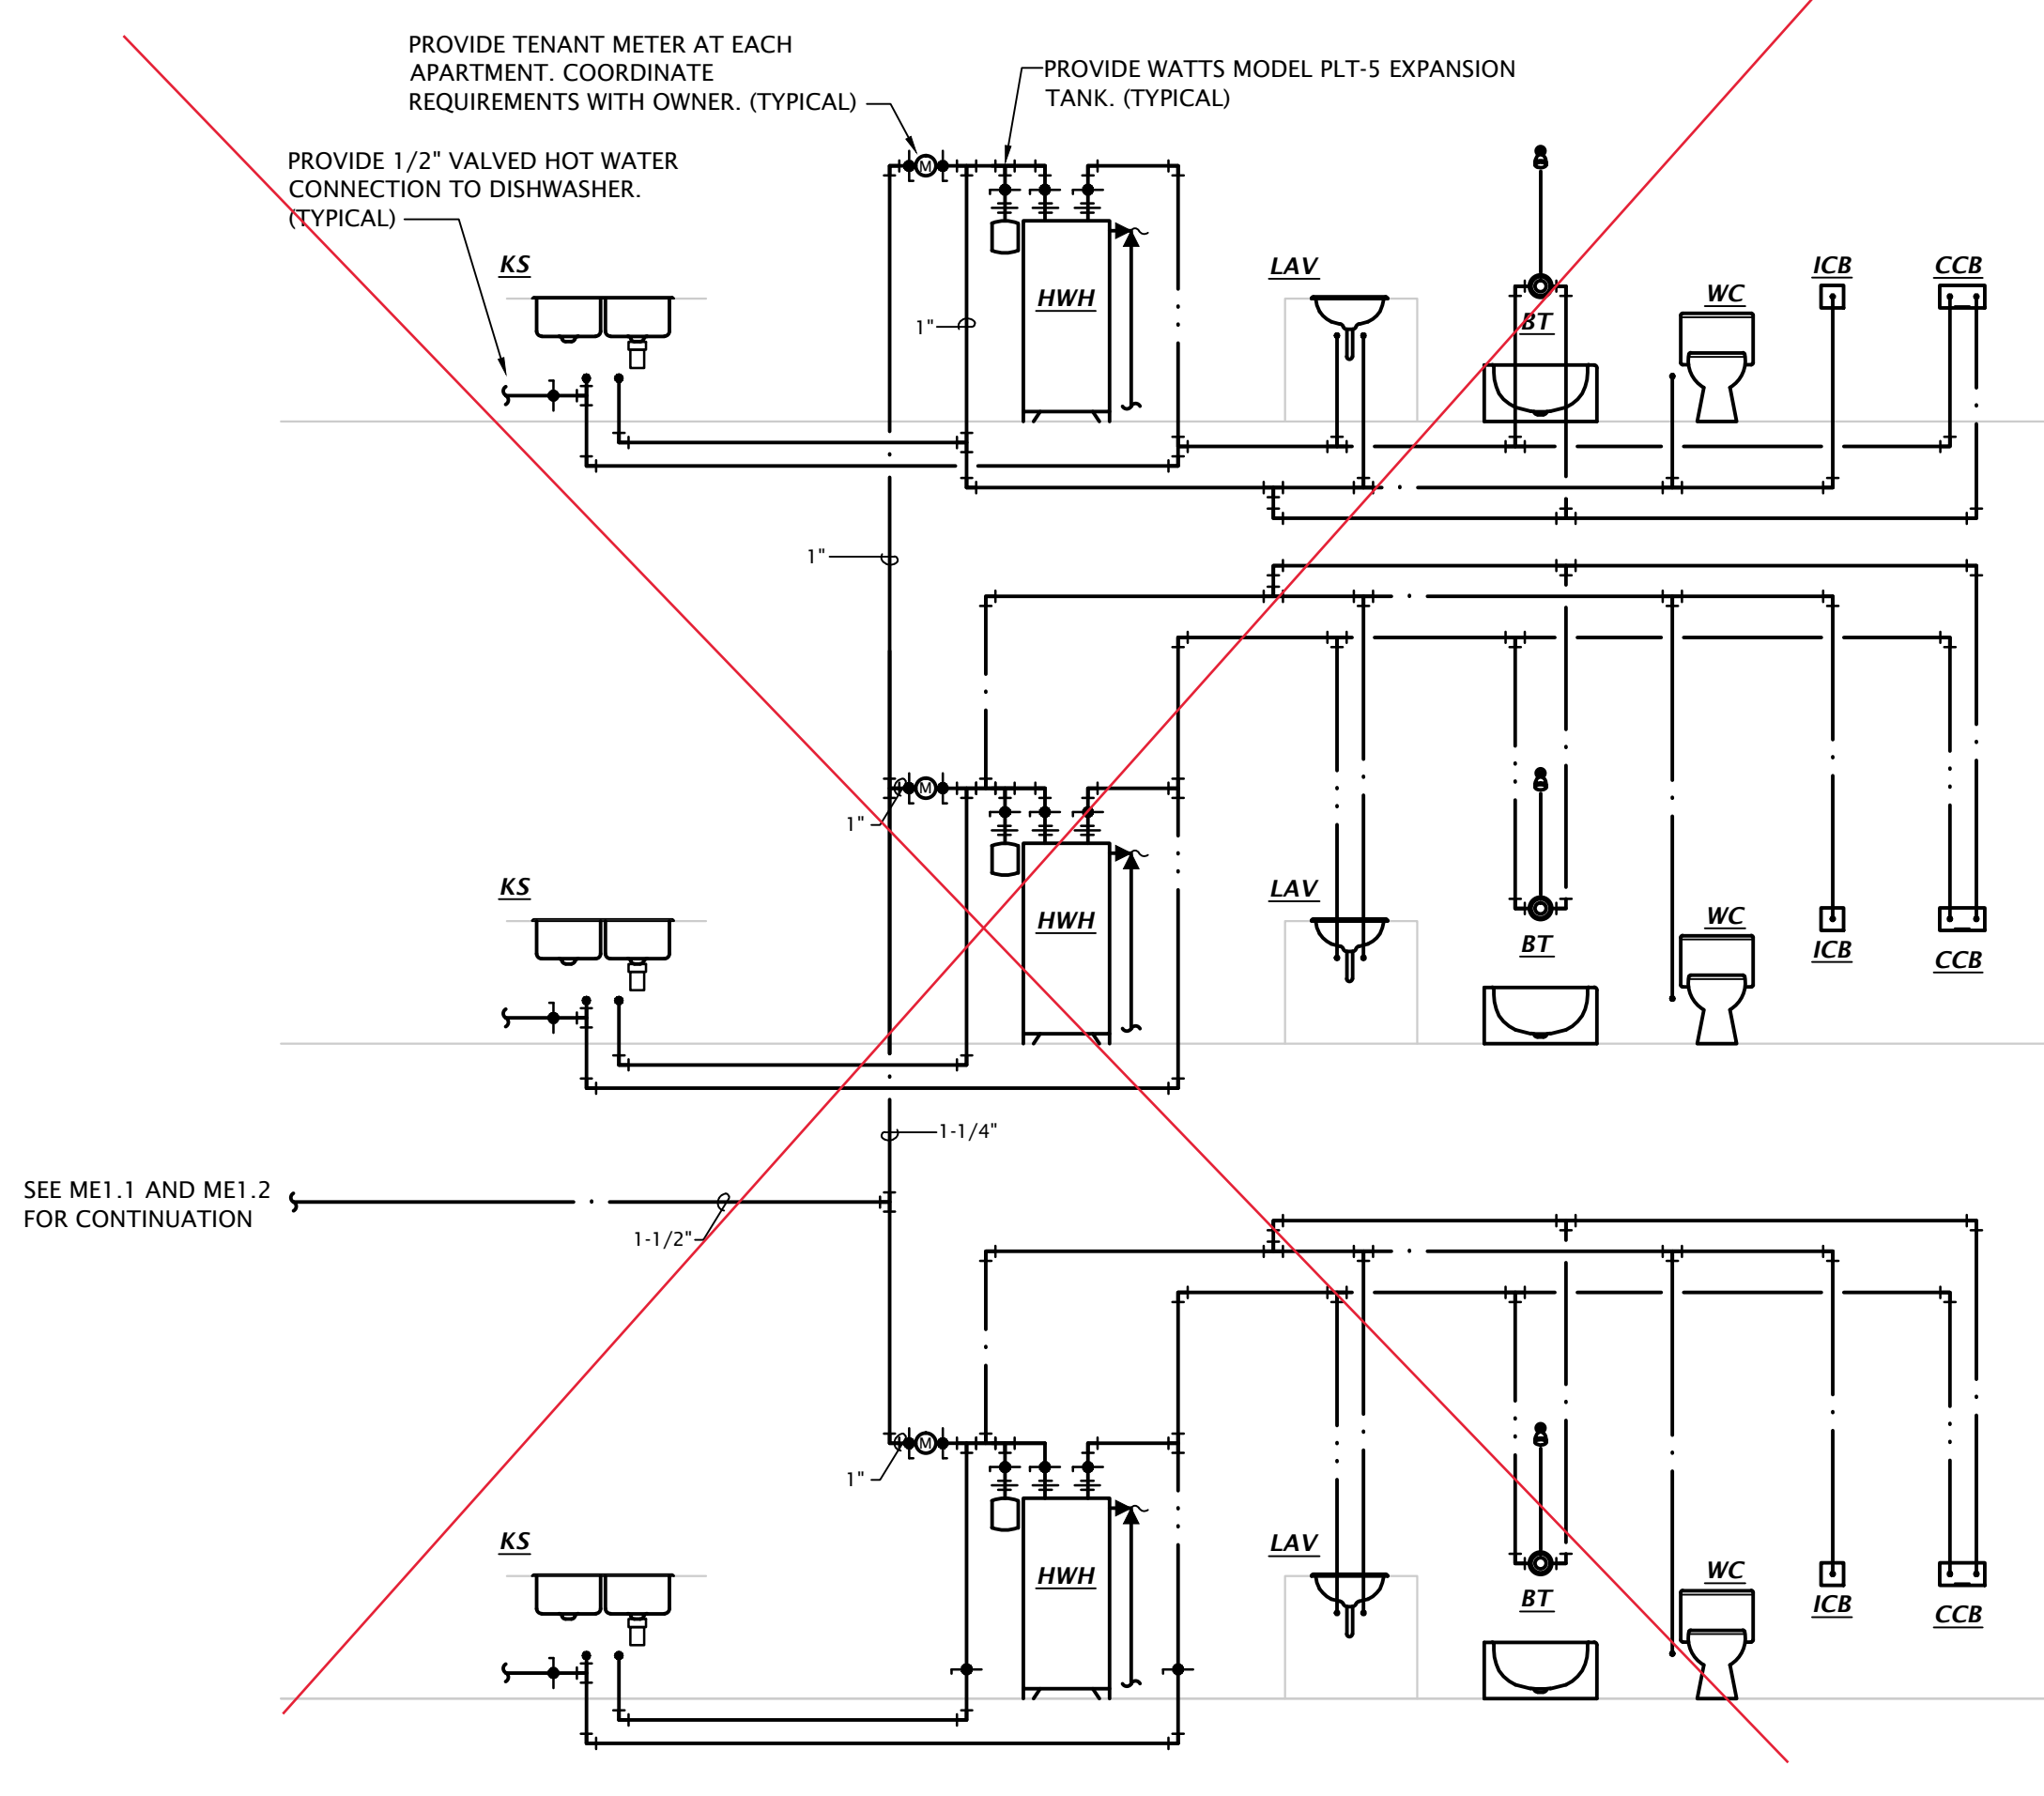 PROVIDE TENANT METER AT EACH
APARTMENT. COORDINATE
REQUIREMENTS WITH OWNER. (TYPICAL)
PROVIDE WATTS MODEL PLT-5 EXPANSION
TANK. (TYPICAL)
PROVIDE 1/2" VALVED HOT WATER
CONNECTION TO DISHWASHER.
(TYPICAL)
M
KS
HWH
LAV
BT
WC
ICB
CCB
1"
1"
M
1"
KS
HWH
LAV
BT
WC
ICB
CCB
1-1/4"
SEE ME1.1 AND ME1.2
FOR CONTINUATION
1-1/2"
M
1"
KS
HWH
LAV
BT
WC
ICB
CCB